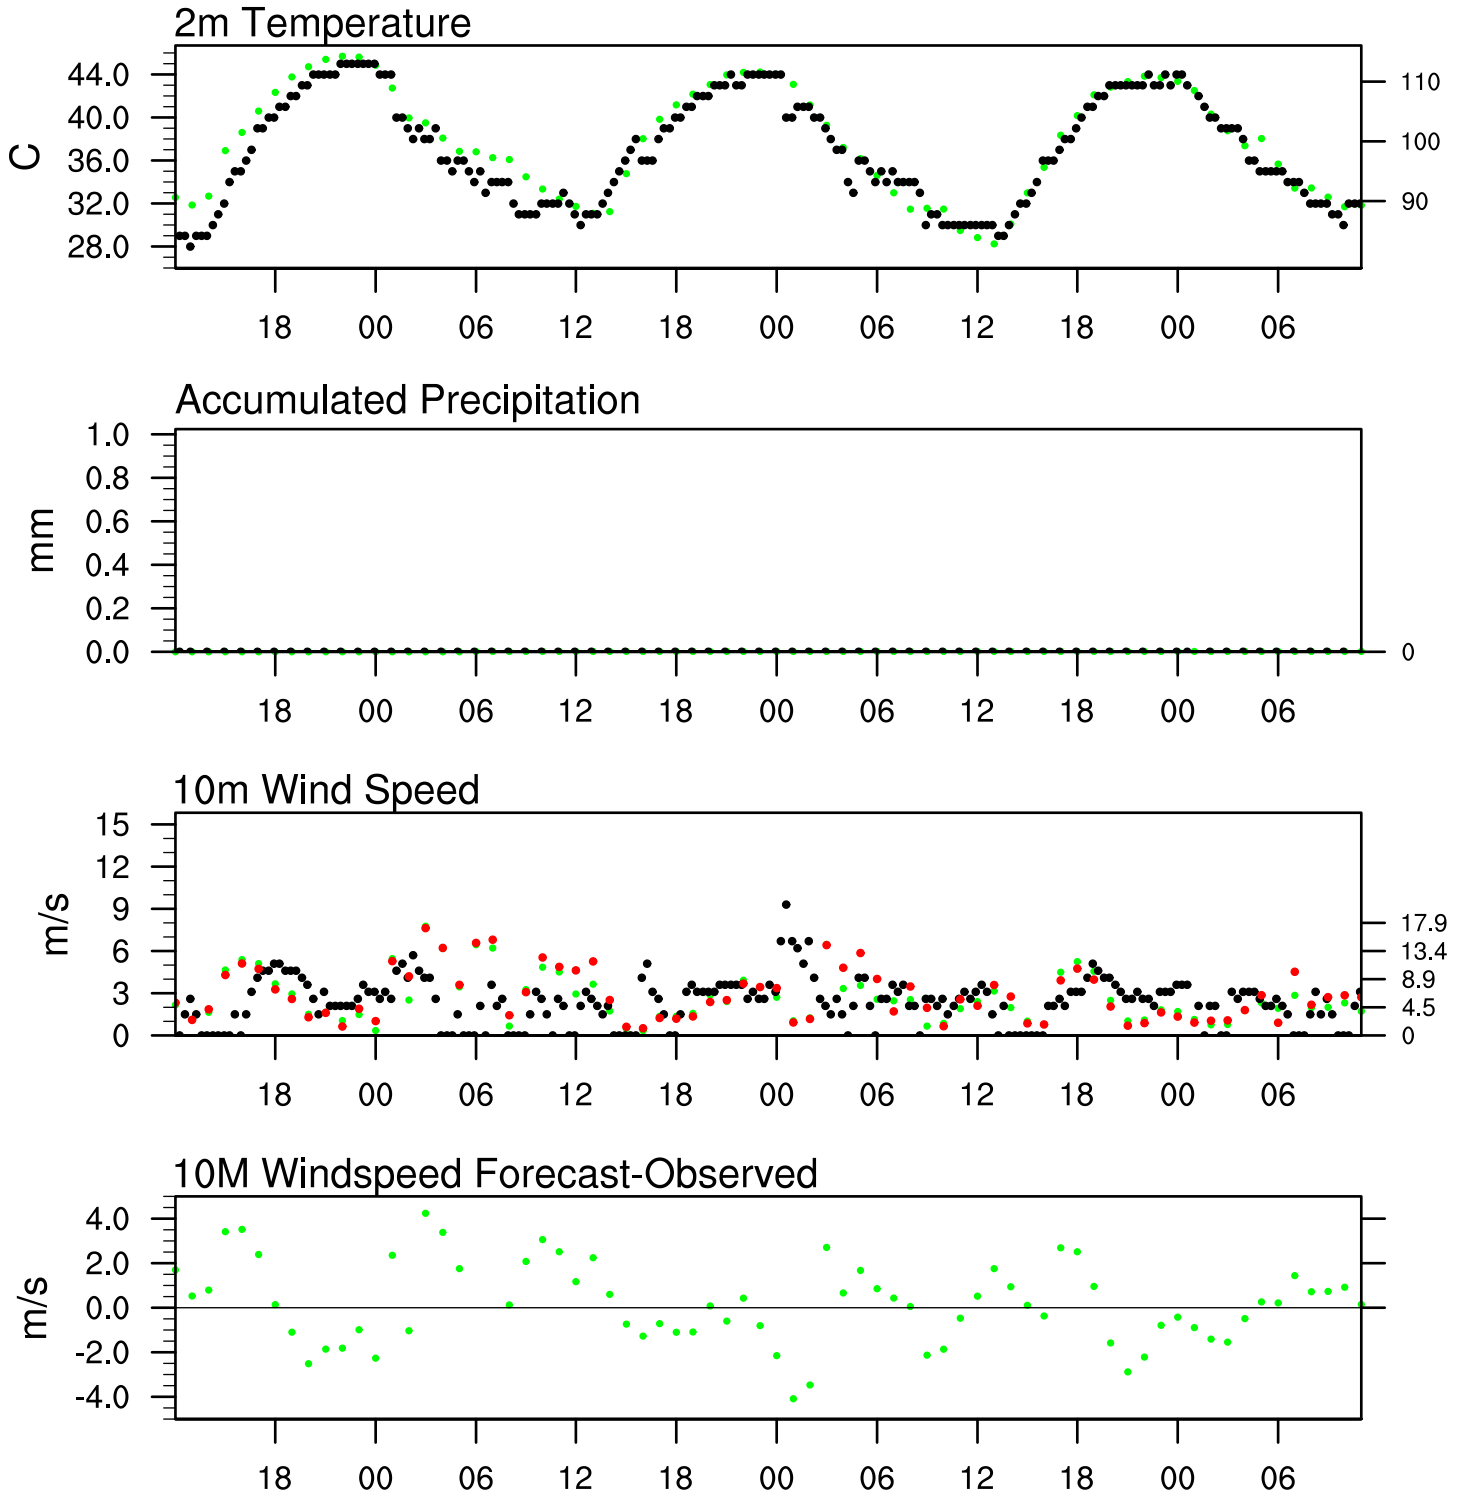 2m Temperature
C
44.0
40.0
36.0
32.0
28.0
110
100
90
18 00 06 12 18 00 06 12 18 00 06
Accumulated Precipitation
mm
1.0
0.8
0.6
0.4
0.2
0.0
0
18 00 06 12 18 00 06 12 18 00 06
10m Wind Speed
m/s
15
12
9
6
3
0
17.9
13.4
8.9
4.5
0
18 00 06 12 18 00 06 12 18 00 06
10M Windspeed Forecast-Observed
m/s
4.0
2.0
0.0
-2.0
-4.0
18 00 06 12 18 00 06 12 18 00 06